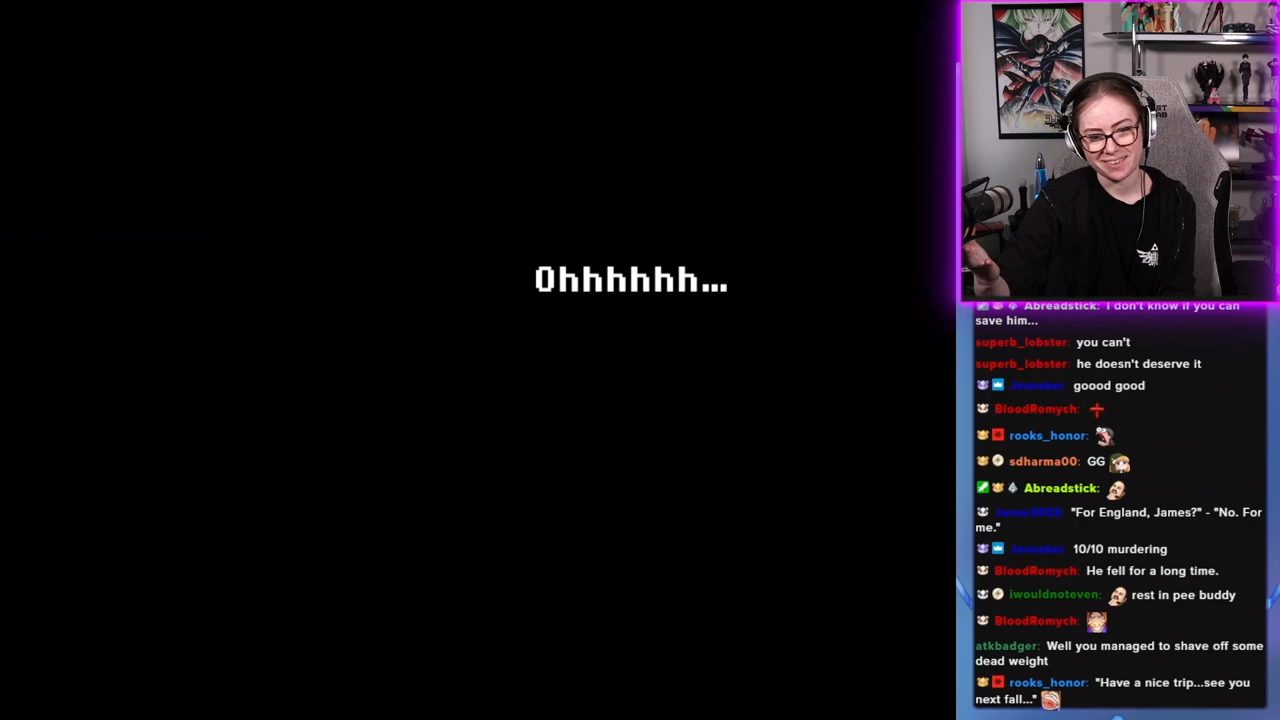 Ohhhhhh...
Abreadstick: I don't know if you can
save him...
superb_lobster: you can't
superb_lobster: he doesn't deserve it
goood good
BloodRomych:
rooks_honor:
sdharma00: GG
Abreadstick:
"For England, James?" - "No. For
me."
10/10 murdering
BloodRomych: He fell for a long time.
iwouldnoteven: rest in pee buddy
BloodRomych:
atkbadger: Well you managed to shave off some
dead weight
rooks_honor: "Have a nice trip...see you
next fall..."